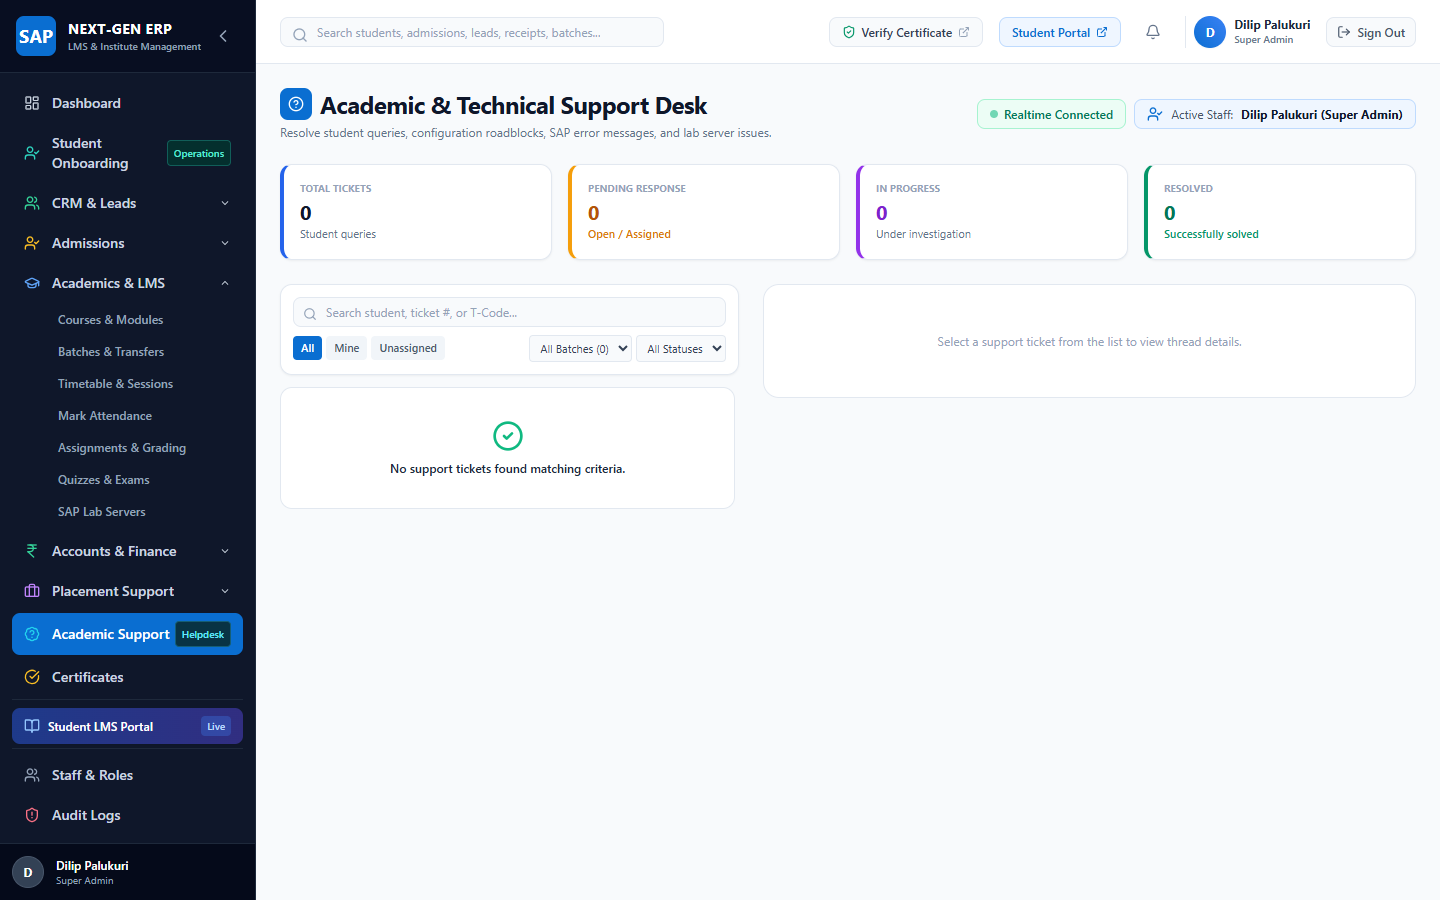 SAP
NEXT-GEN ERP
LMS & Institute Management
Dashboard
Student Onboarding
Operations
CRM & Leads
Admissions
Academics & LMS
Courses & Modules
Batches & Transfers
Timetable & Sessions
Mark Attendance
Assignments & Grading
Quizzes & Exams
SAP Lab Servers
Accounts & Finance
Placement Support
Academic Support
Helpdesk
Certificates
Student LMS Portal
Live
Staff & Roles
Audit Logs
D
Dilip Palukuri
Super Admin
Search students, admissions, leads, receipts, batches...
Verify Certificate
Student Portal
D
Dilip Palukuri
Super Admin
Sign Out
Academic & Technical Support Desk
Resolve student queries, configuration roadblocks, SAP error messages, and lab server issues.
Realtime Connected
Active Staff: Dilip Palukuri (Super Admin)
TOTAL TICKETS
0
Student queries
PENDING RESPONSE
0
Open / Assigned
IN PROGRESS
0
Under investigation
RESOLVED
0
Successfully solved
Search student, ticket #, or T-Code...
All
Mine
Unassigned
All Batches (0)
All Statuses
No support tickets found matching criteria.
Select a support ticket from the list to view thread details.